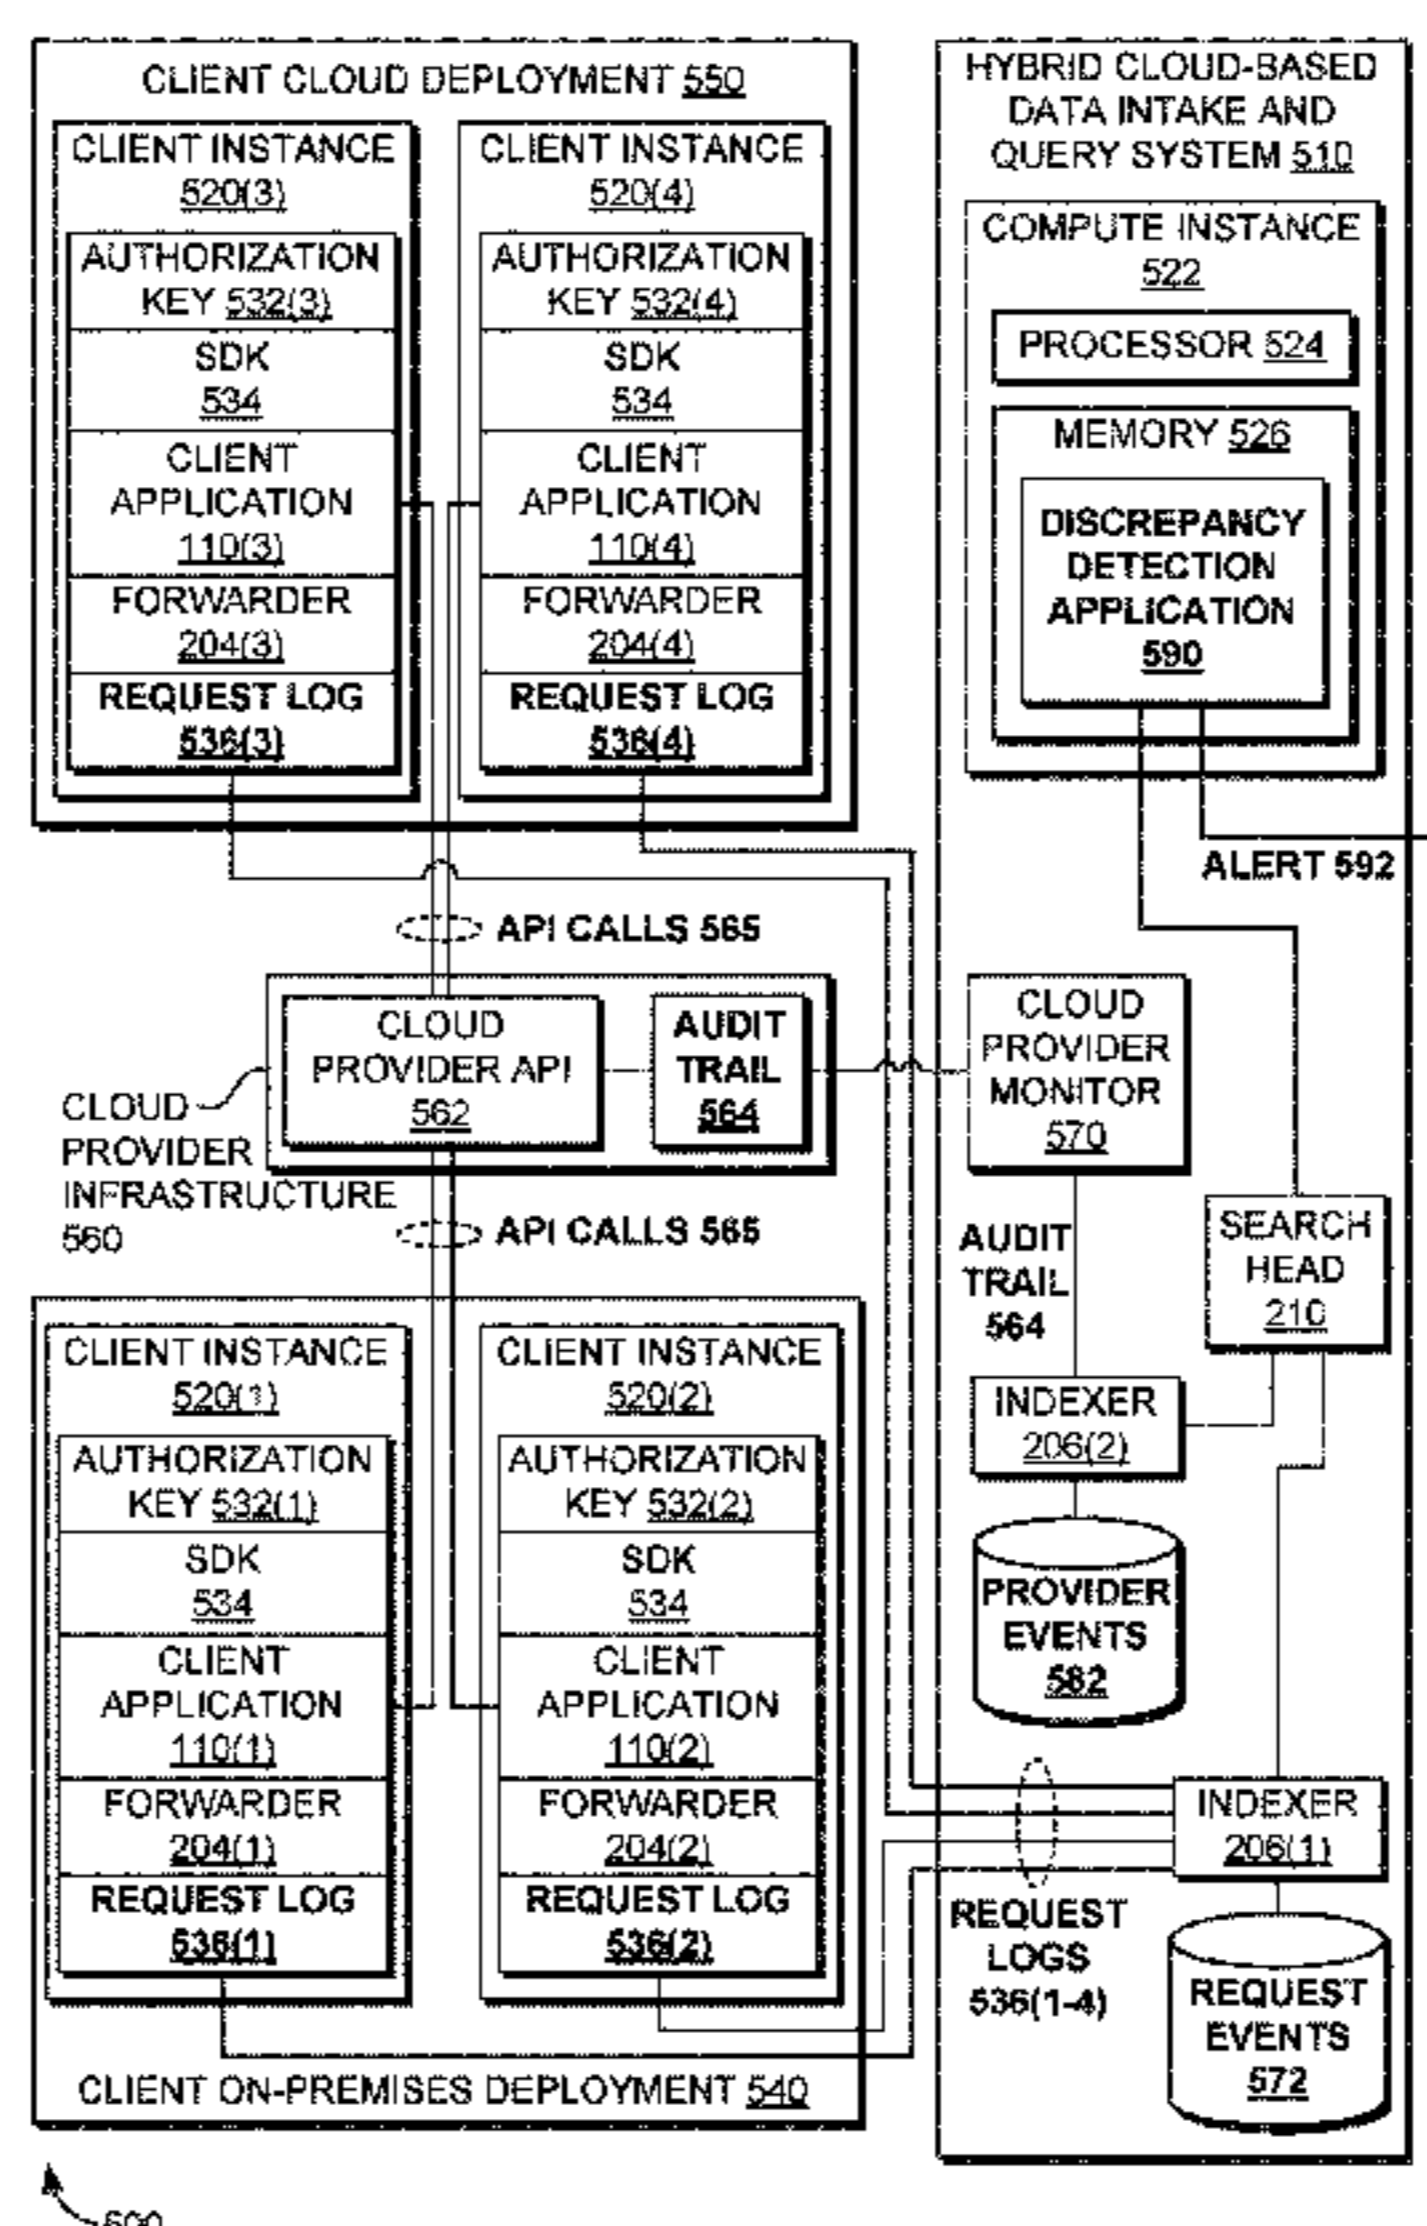 CLIENT CLOUD DEPLOYMENT 550
CLIENT INSTANCE
520(3)
AUTHORIZATION
KEY 532(3)
SDK
534
CLIENT
APPLICATION
110(3)
FORWARDER
204(3)
REQUEST LOG
536(3)
CLIENT INSTANCE
520(4)
AUTHORIZATION
KEY 532(4)
SDK
534
CLIENT
APPLICATION
110(4)
FORWARDER
204(4)
REQUEST LOG
536(4)
HYBRID CLOUD-BASED
DATA INTAKE AND
QUERY SYSTEM 510
COMPUTE INSTANCE
522
PROCESSOR 524
MEMORY 526
DISCREPANCY
DETECTION
APPLICATION
590
ALERT 592
API CALLS 565
CLOUD
PROVIDER API
562
AUDIT
TRAIL
564
CLOUD
PROVIDER
INFRASTRUCTURE
560
API CALLS 565
CLOUD
PROVIDER
MONITOR
570
AUDIT
TRAIL
564
SEARCH
HEAD
210
INDEXER
206(2)
PROVIDER
EVENTS
582
CLIENT INSTANCE
520(1)
AUTHORIZATION
KEY 532(1)
SDK
534
CLIENT
APPLICATION
110(1)
FORWARDER
204(1)
REQUEST LOG
536(1)
CLIENT INSTANCE
520(2)
AUTHORIZATION
KEY 532(2)
SDK
534
CLIENT
APPLICATION
110(2)
FORWARDER
204(2)
REQUEST LOG
536(2)
CLIENT ON-PREMISES DEPLOYMENT 540
INDEXER
206(1)
REQUEST
LOGS
536(1-4)
REQUEST
EVENTS
572